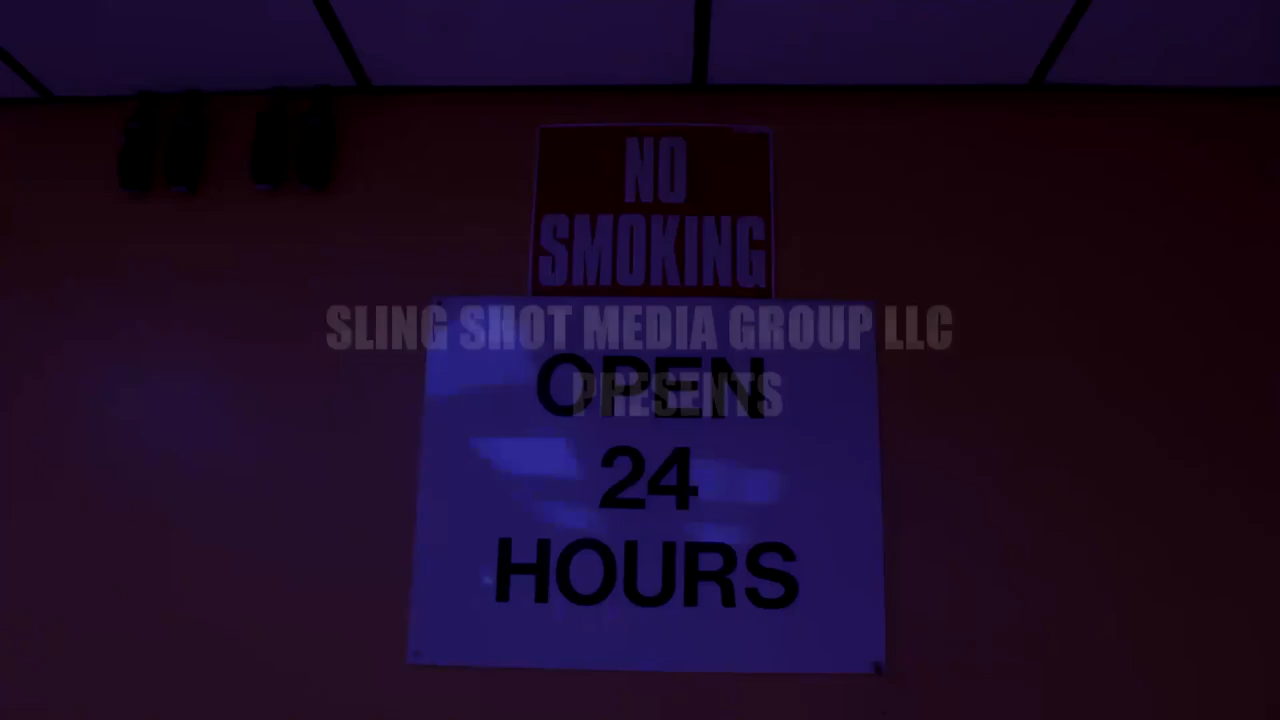 NO
SMOKING
SLING SHOT MEDIA GROUP LLC
OPEN
PRESENTS
24
HOURS